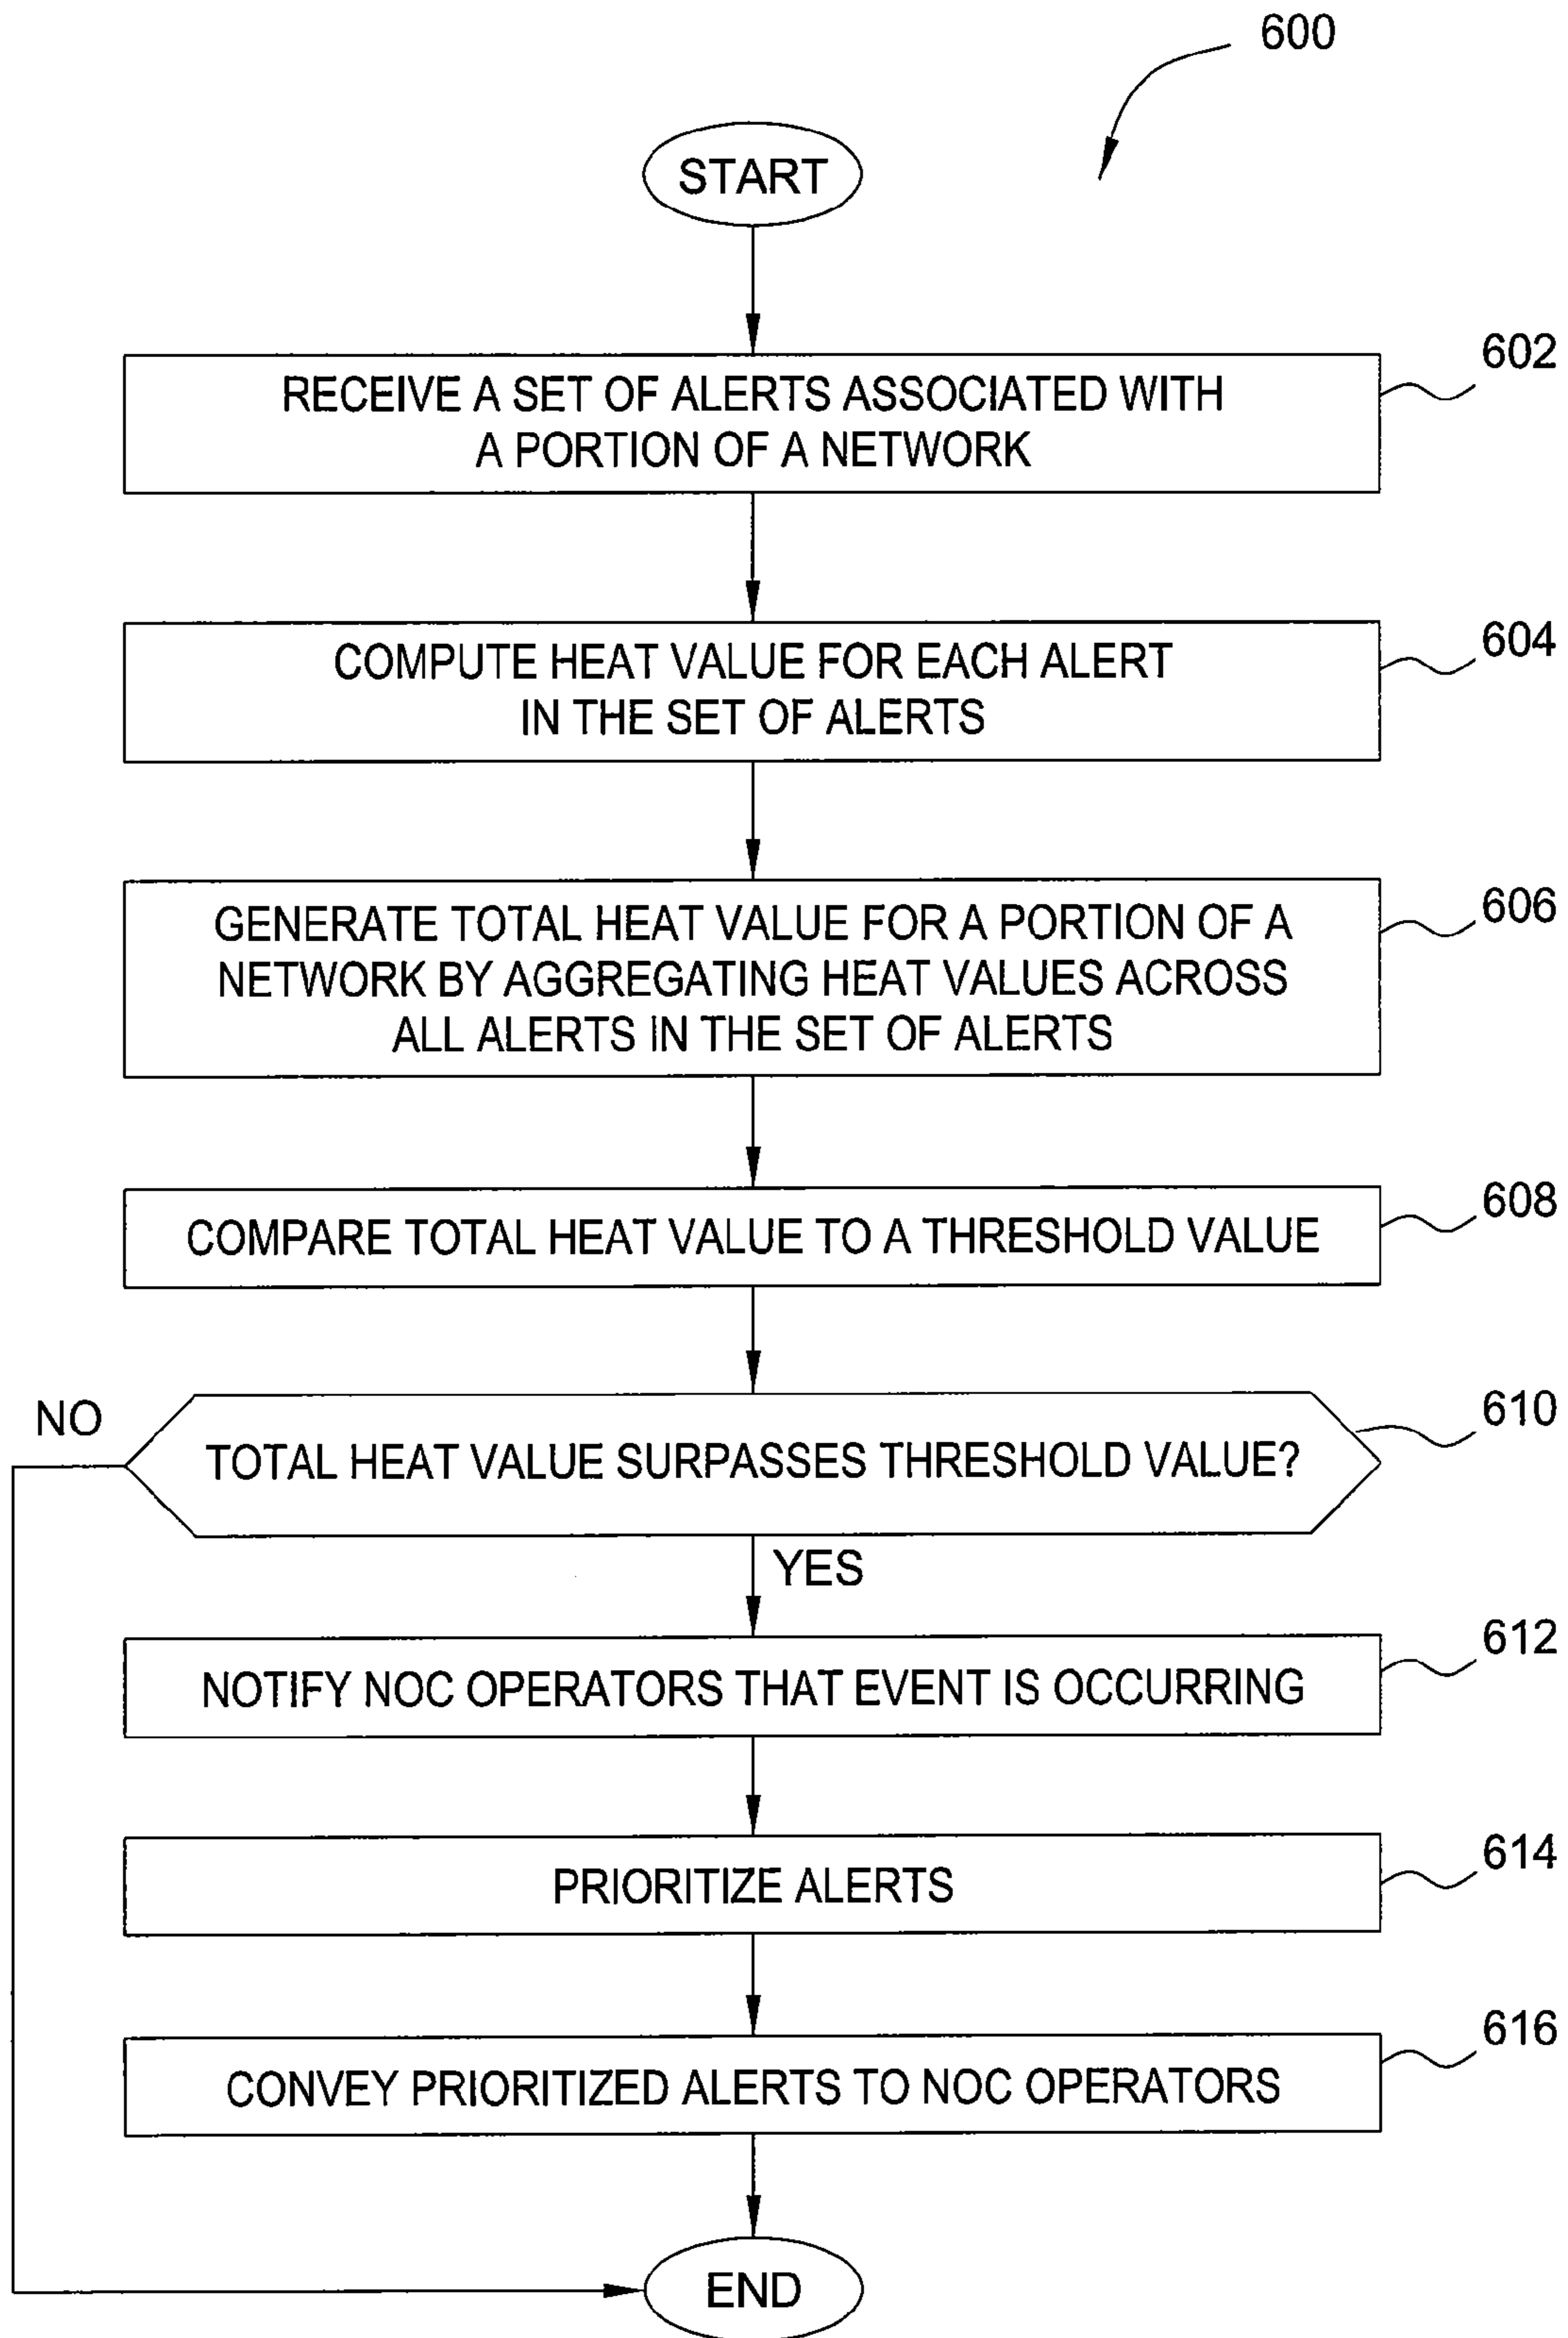 600
START
602
RECEIVE A SET OF ALERTS ASSOCIATED WITH
A PORTION OF A NETWORK
604
COMPUTE HEAT VALUE FOR EACH ALERT
IN THE SET OF ALERTS
606
GENERATE TOTAL HEAT VALUE FOR A PORTION OF A
NETWORK BY AGGREGATING HEAT VALUES ACROSS
ALL ALERTS IN THE SET OF ALERTS
608
COMPARE TOTAL HEAT VALUE TO A THRESHOLD VALUE
610
NO
TOTAL HEAT VALUE SURPASSES THRESHOLD VALUE?
YES
612
NOTIFY NOC OPERATORS THAT EVENT IS OCCURRING
614
PRIORITIZE ALERTS
616
CONVEY PRIORITIZED ALERTS TO NOC OPERATORS
END